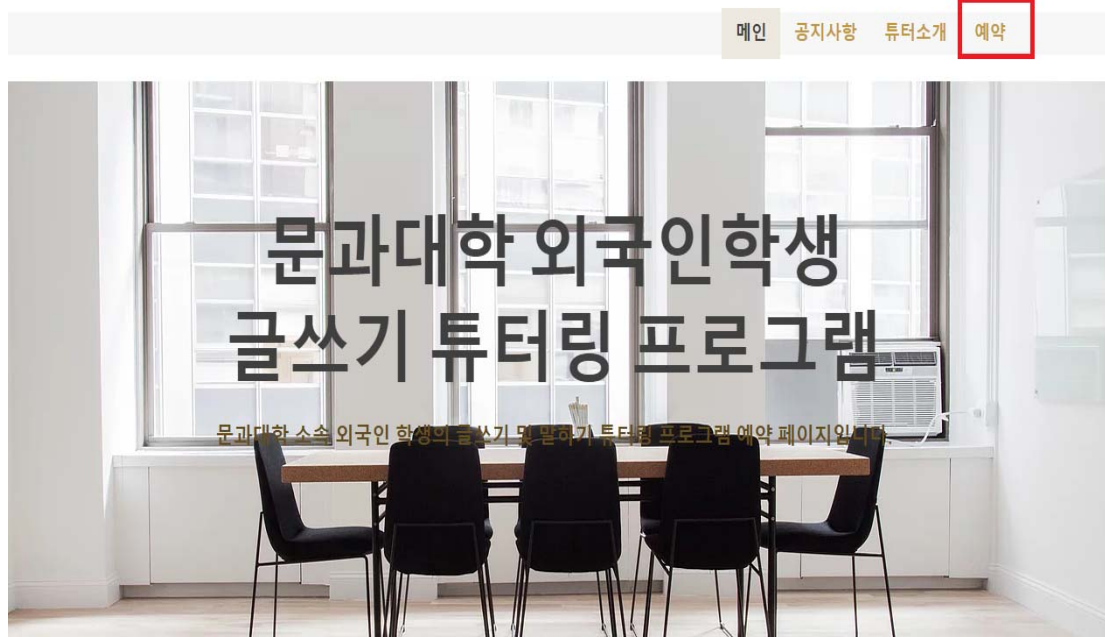 메인 공지사항 튜터소개 예약
문과대학 외국인학생
글쓰기 튜터링 프로그램
문과대학 소속 외국인 학생의 글쓰기 및 말하기 튜터링 프로그램 예약 페이지입니다.